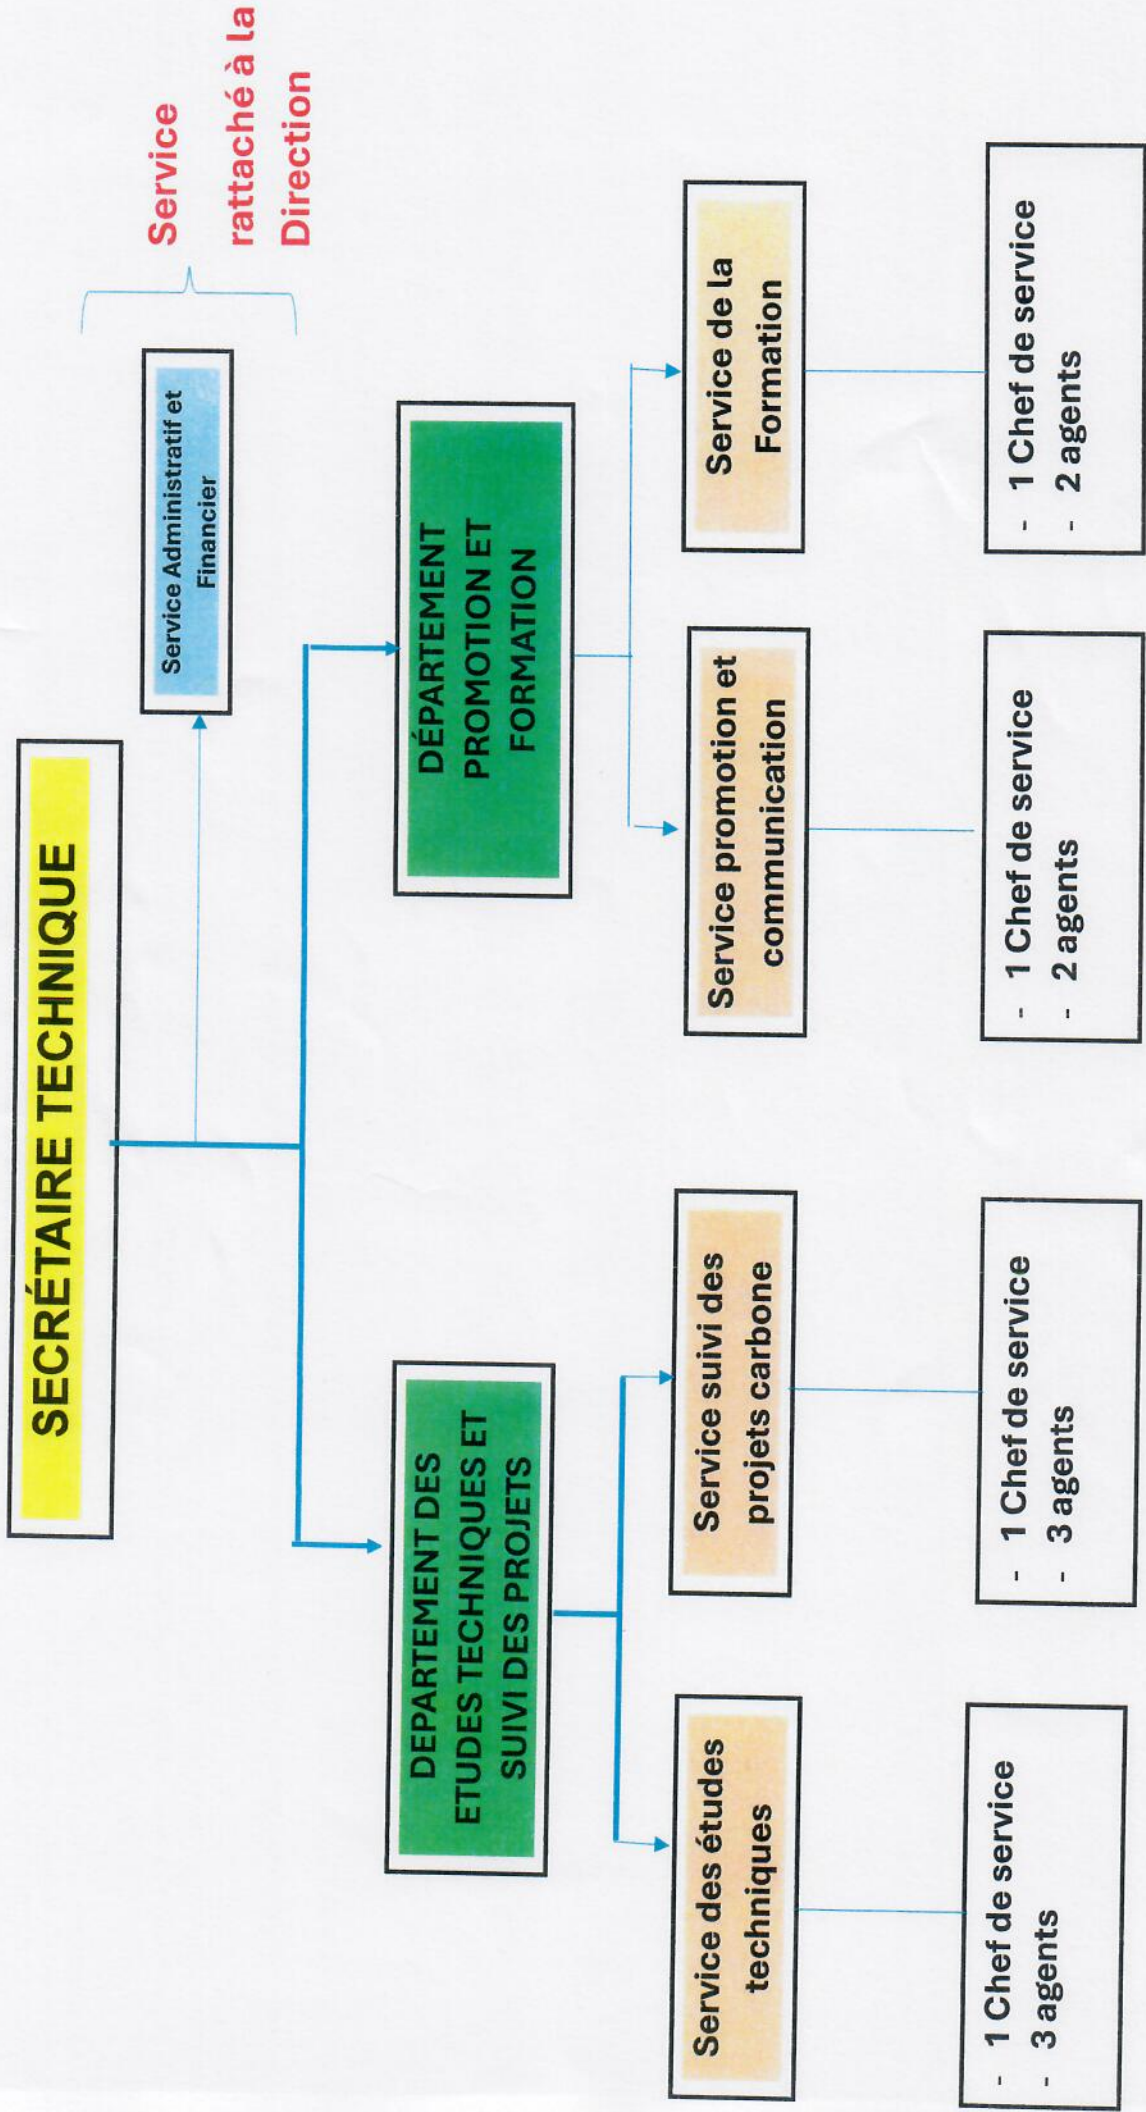 SECRÉTAIRE TECHNIQUE
Service Administratif et
Financier
Service
rattaché à la
Direction
DEPARTEMENT DES
ETUDES TECHNIQUES ET
SUIVI DES PROJETS
DÉPARTEMENT
PROMOTION ET
FORMATION
Service des études
techniques
Service suivi des
projets carbone
Service promotion et
communication
Service de la
Formation
- 1 Chef de service
- 3 agents
- 1 Chef de service
- 3 agents
- 1 Chef de service
- 2 agents
- 1 Chef de service
- 2 agents